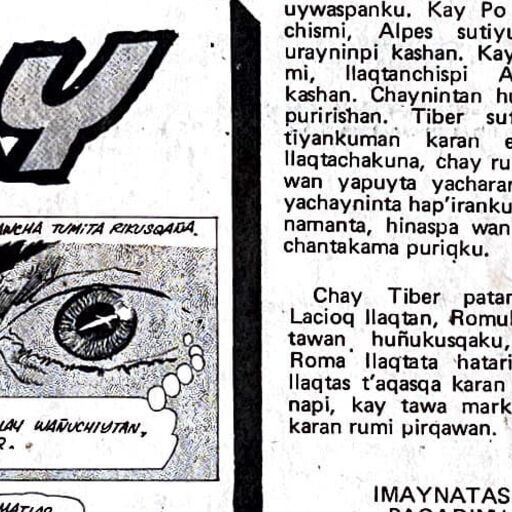 y
ANCHA TUMiTA RIKUSQAÑA.
LAY WAÑUCHIYTAN,
R.
MATIAS
uywaspanku. Kay Po
chismi, Alpes sutiyu
urayninpi kashan. Kay
mi, llaqtanchispi A
kashan. Chaynintan hu
puririshan. Tiber sut
tiyankuman karan e
llaqtachakuna, chay ru
wan yapuyta yacharan
yachayninta hap'iranku
namanta, hinaspa wan
chantakama puriqku.
Chay Tiber patan
Lacioq llaqtan, Romul
tawan huñukusqaku,
Roma llaqtata hatari
llaqtas t'aqasqa karan
napi, kay tawa mark
karan rumi pirqawan.
IMAYNATAS